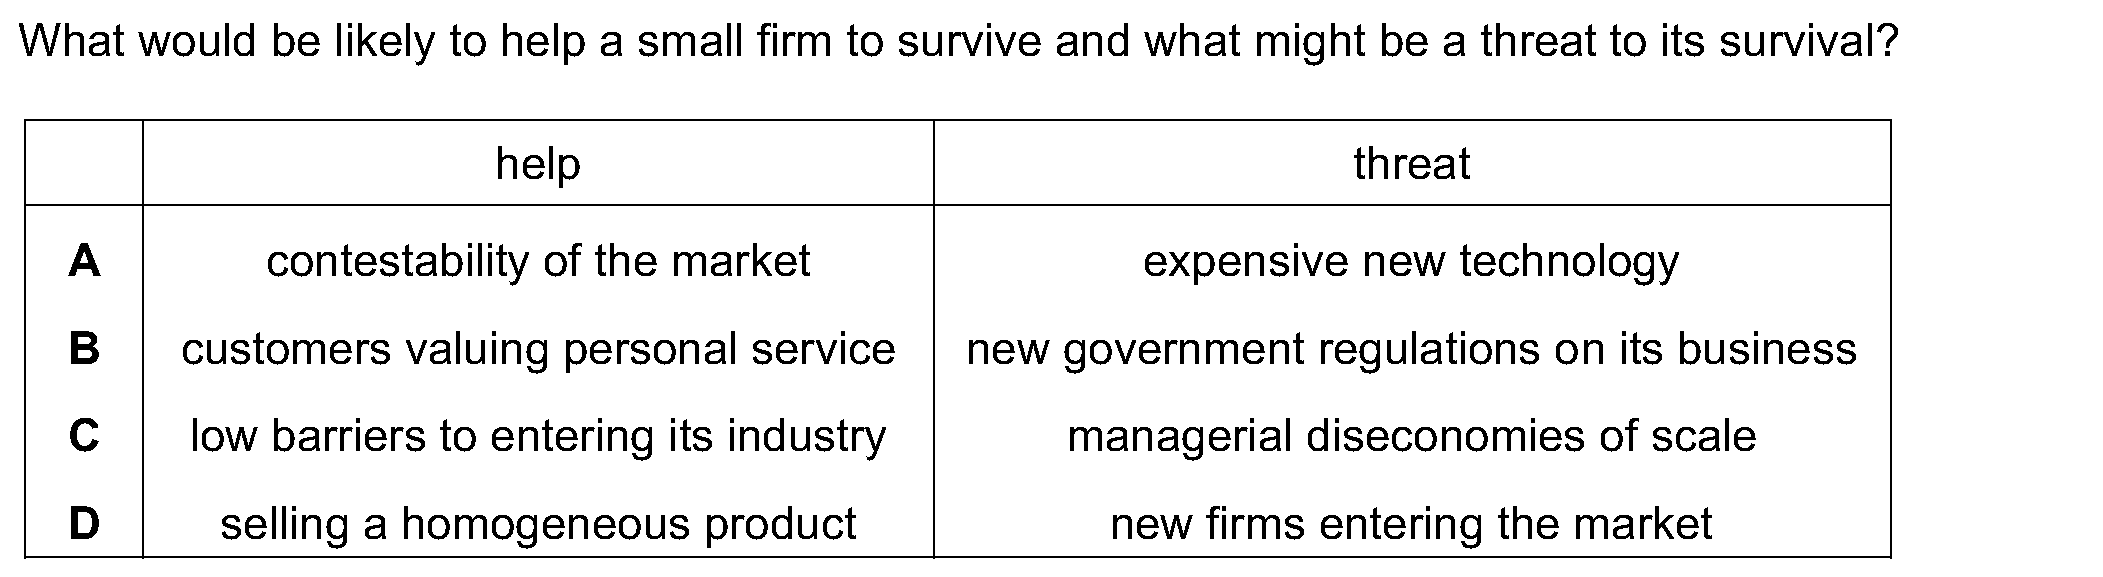 What would be likely to help a small firm to survive and what might be a threat to its survival?
help threat
A contestability of the market expensive new technology
B customers valuing personal service new government regulations on its business
C low barriers to entering its industry managerial diseconomies of scale
D selling a homogeneous product new firms entering the market